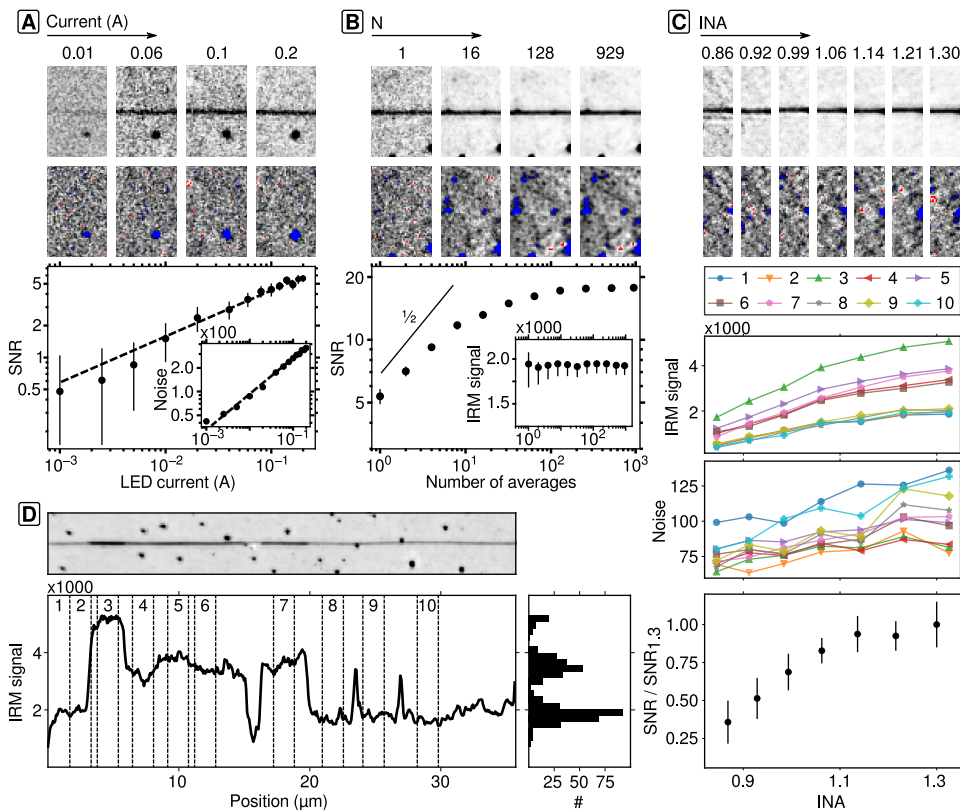 A Current (A)
0.01 0.06 0.1 0.2
SNR
5
2
1
0.5
x100
Noise
2.0
1.0
0.5
10⁻³ 10⁻¹
10⁻³ 10⁻² 10⁻¹
LED current (A)
B N
1 16 128 929
SNR
20
10
5
½
x1000
IRM signal
2.0
1.5
10⁰ 10²
10⁰ 10¹ 10² 10³
Number of averages
C INA
0.86 0.92 0.99 1.06 1.14 1.21 1.30
1 2 3 4 5
6 7 8 9 10
x1000
IRM signal
4
2
Noise
125
100
75
SNR / SNR1.3
1.00
0.75
0.50
0.25
0.9 1.1 1.3
INA
D
x1000
1 2 3 4 5 6 7 8 9 10
IRM signal
4
2
10 20 30
Position (μm)
25 50 75
#